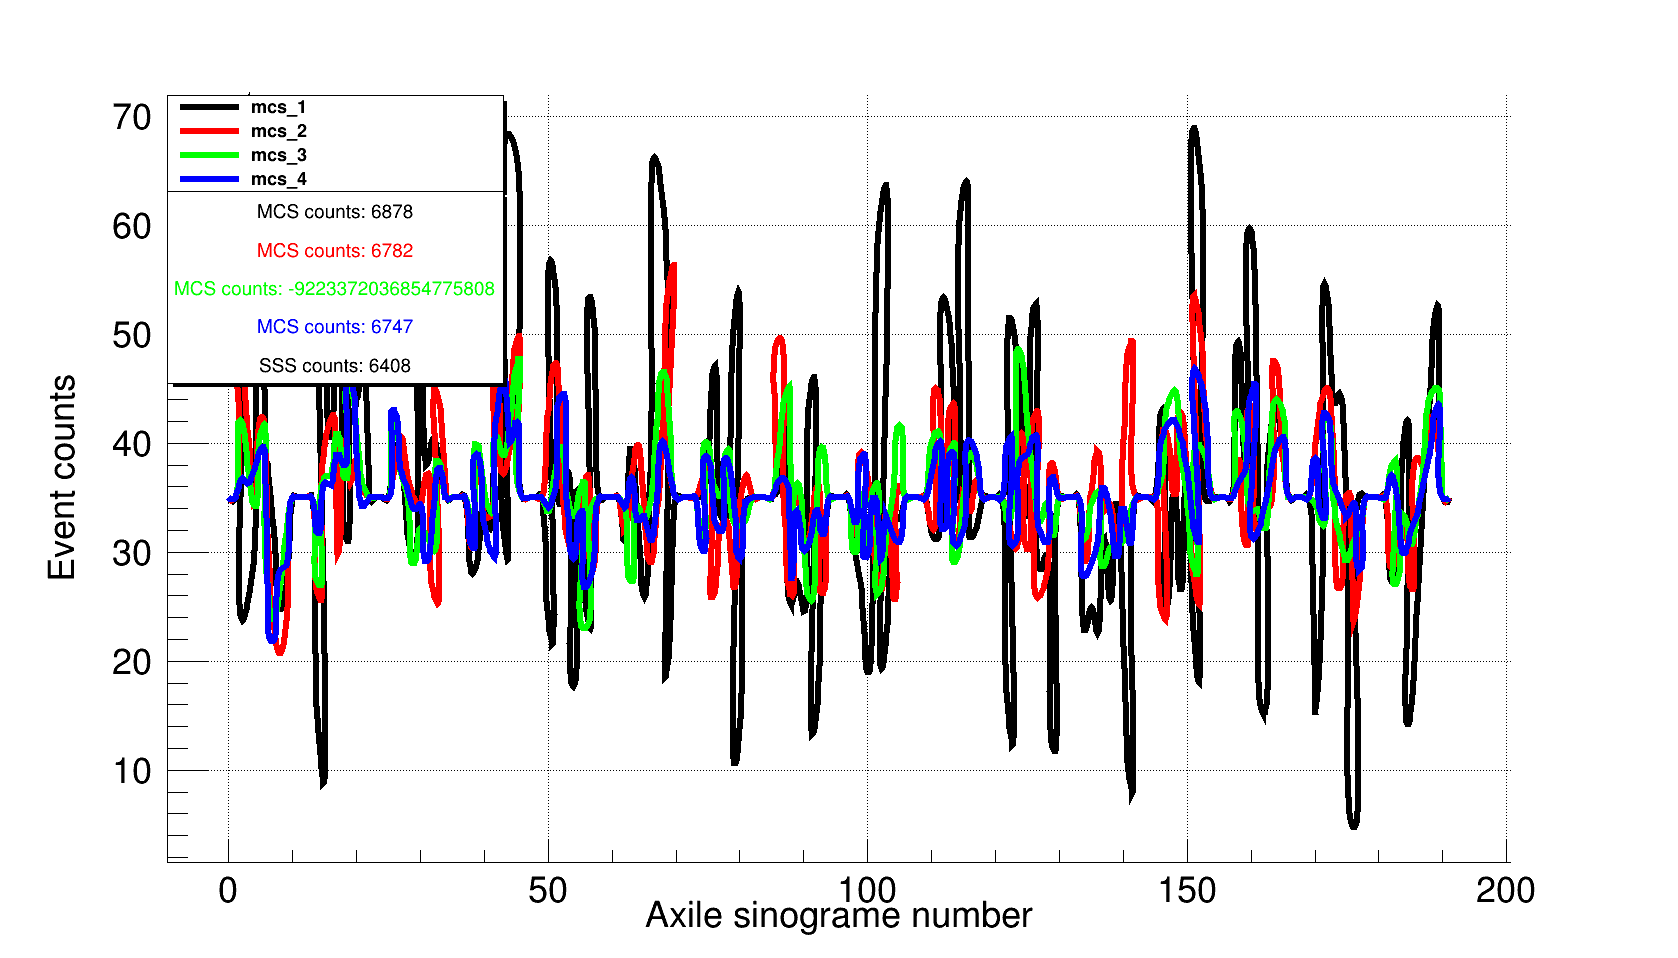 mcs_1
mcs_2
mcs_3
mcs_4
MCS counts: 6878
MCS counts: 6782
MCS counts: -9223372036854775808
MCS counts: 6747
SSS counts: 6408
Event counts
70
60
50
40
30
20
10
0 50 100 150 200
Axile sinograme number